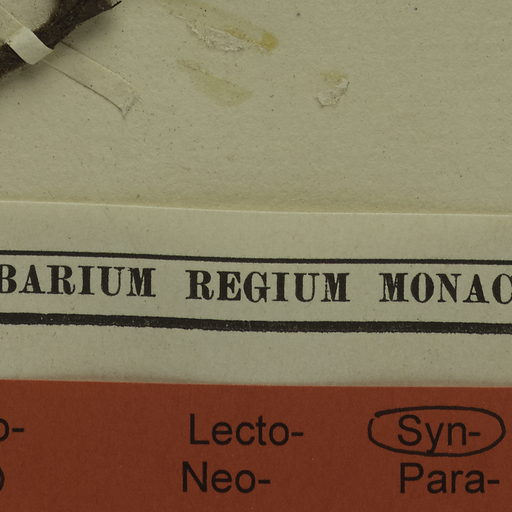 BARIUM REGIUM MONAC
o- Lecto- Syn-
) Neo- Para-